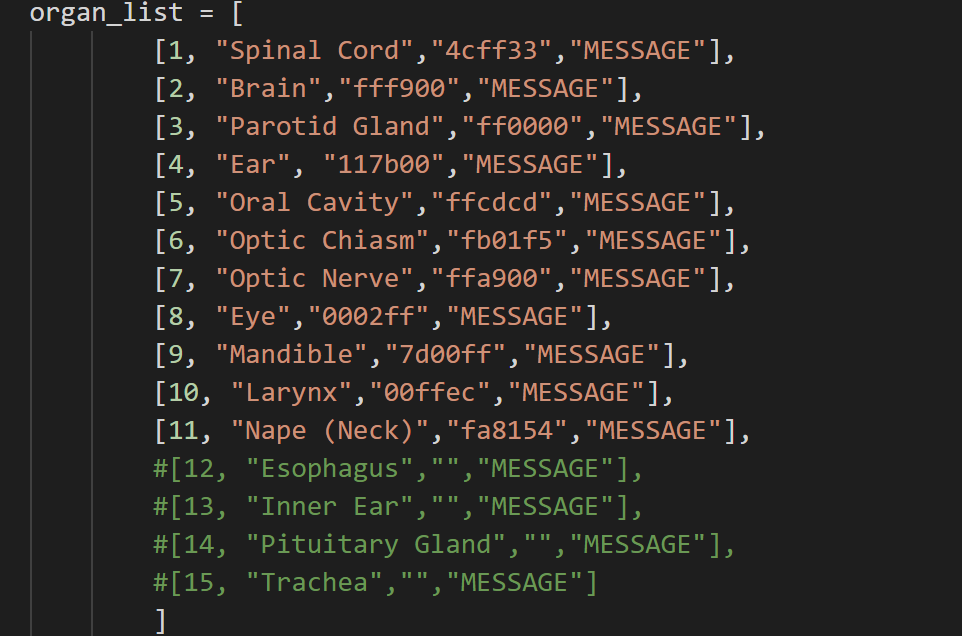 organ_list = [
[1, "Spinal Cord","4cff33","MESSAGE"],
[2, "Brain","fff900","MESSAGE"],
[3, "Parotid Gland","ff0000","MESSAGE"],
[4, "Ear", "117b00","MESSAGE"],
[5, "Oral Cavity","ffcdcd","MESSAGE"],
[6, "Optic Chiasm","fb01f5","MESSAGE"],
[7, "Optic Nerve","ffa900","MESSAGE"],
[8, "Eye","0002ff","MESSAGE"],
[9, "Mandible","7d00ff","MESSAGE"],
[10, "Larynx","00ffec","MESSAGE"],
[11, "Nape (Neck)","fa8154","MESSAGE"],
#[12, "Esophagus","","MESSAGE"],
#[13, "Inner Ear","","MESSAGE"],
#[14, "Pituitary Gland","","MESSAGE"],
#[15, "Trachea","","MESSAGE"]
]